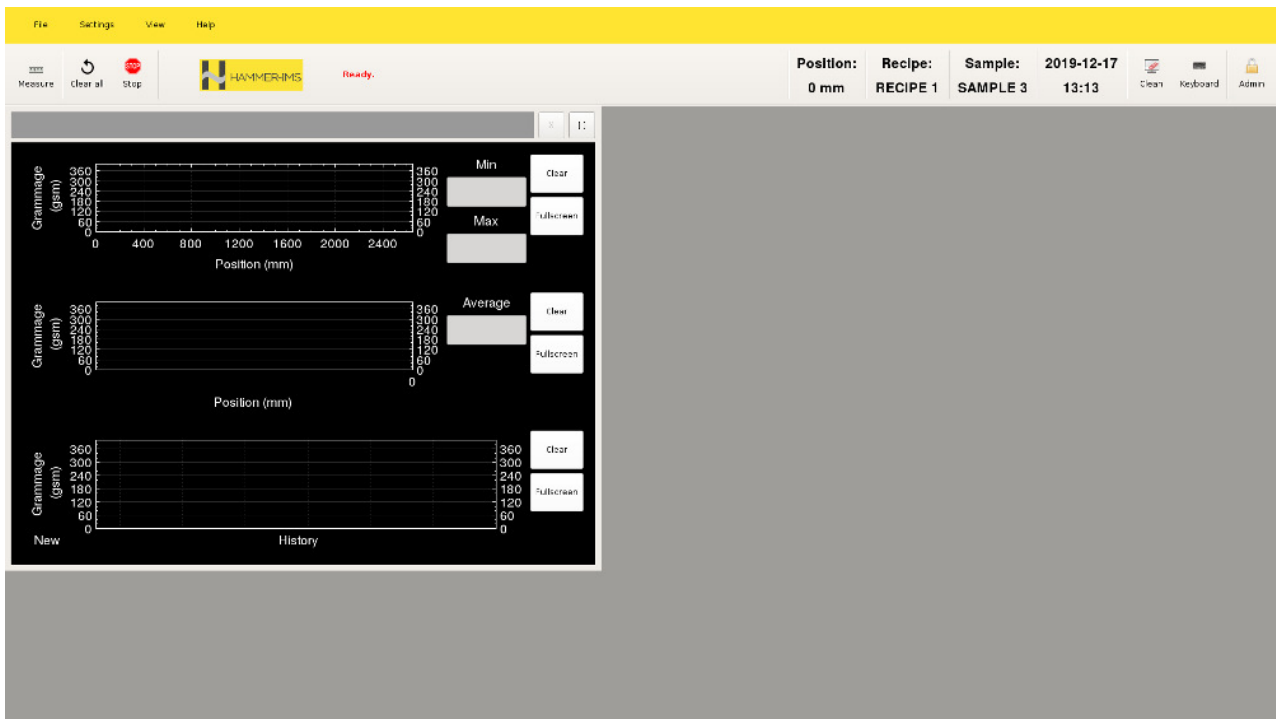 File Settings View Help
Measure Clear all Stop
HAMMER-IMS
Ready.
Position: Recipe: Sample: 2019-12-17
0 mm RECIPE 1 SAMPLE 3 13:13
Clean Keyboard Admin
Grammage
(gsm)
360 360
300 300
240 240
180 180
120 120
60 60
0 0
0 400 800 1200 1600 2000 2400
Position (mm)
Min
Max
Clear
Fullscreen
Grammage
(gsm)
360 360
300 300
240 240
180 180
120 120
60 60
0 0
0
Position (mm)
Average
Clear
Fullscreen
Grammage
(gsm)
360 360
300 300
240 240
180 180
120 120
60 60
0 0
New History
Clear
Fullscreen